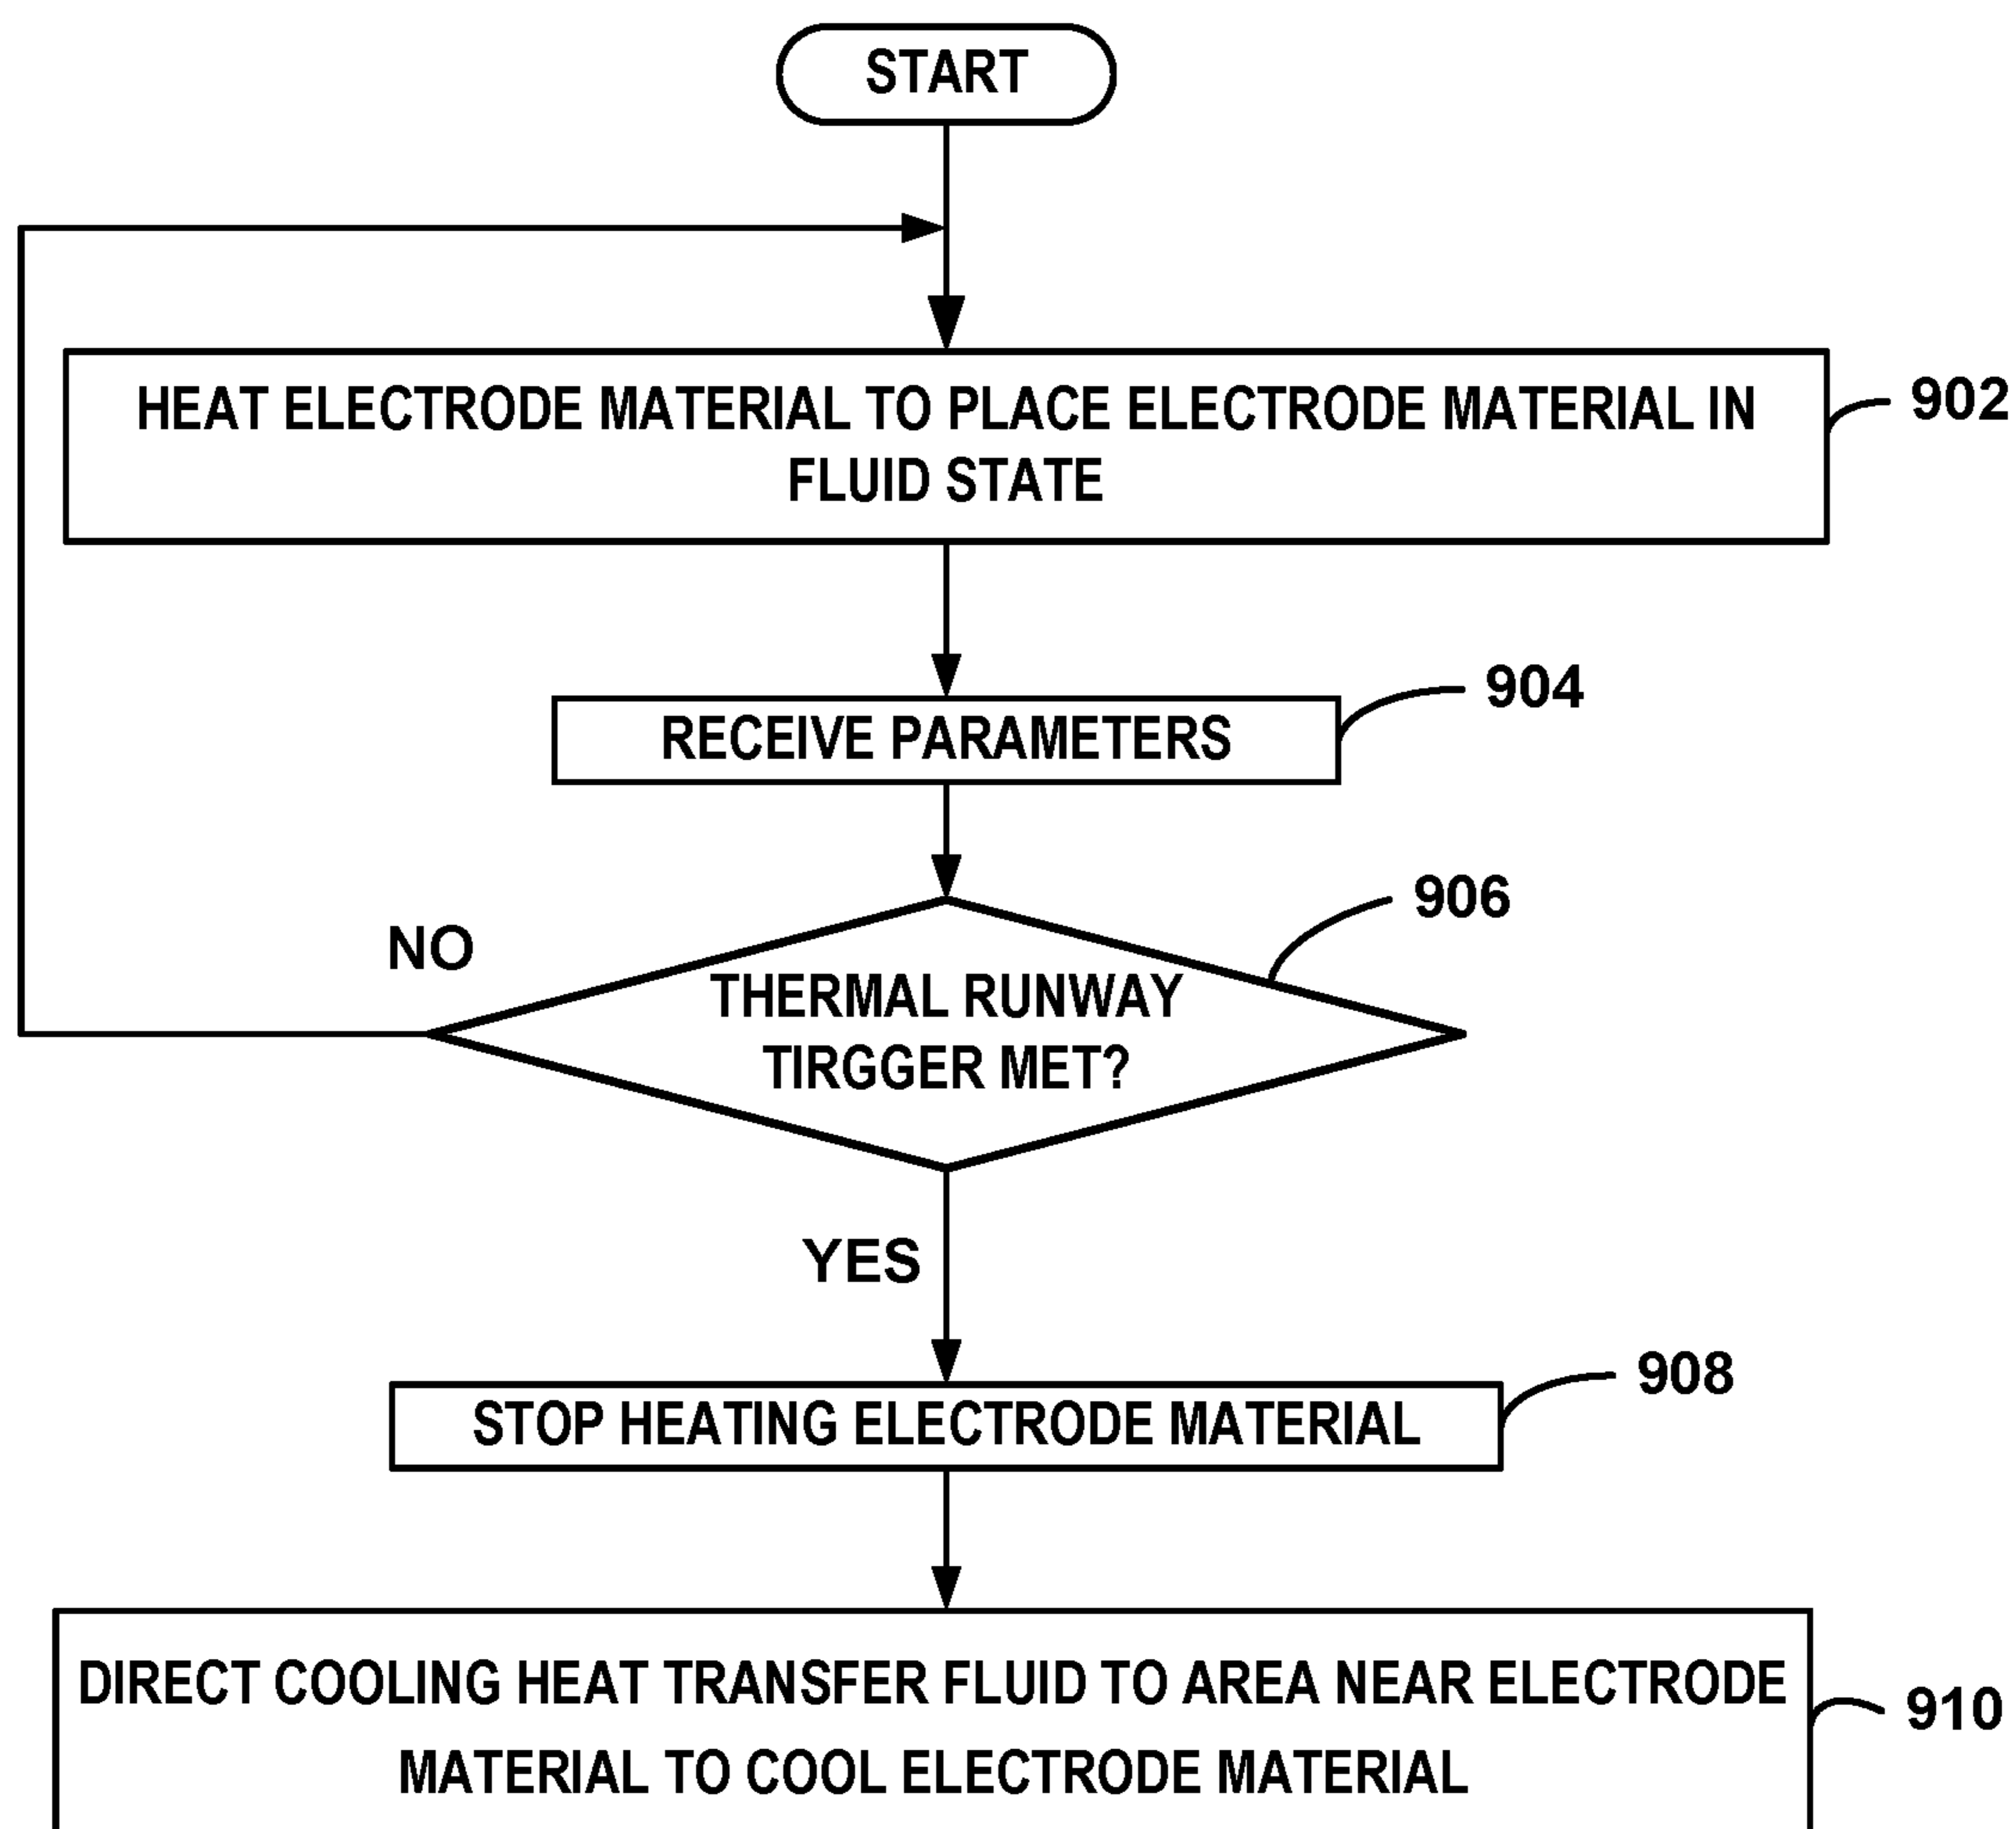 START
HEAT ELECTRODE MATERIAL TO PLACE ELECTRODE MATERIAL IN
FLUID STATE
902
RECEIVE PARAMETERS
904
THERMAL RUNWAY
TIRGGER MET?
906
NO
YES
STOP HEATING ELECTRODE MATERIAL
908
DIRECT COOLING HEAT TRANSFER FLUID TO AREA NEAR ELECTRODE
MATERIAL TO COOL ELECTRODE MATERIAL
910